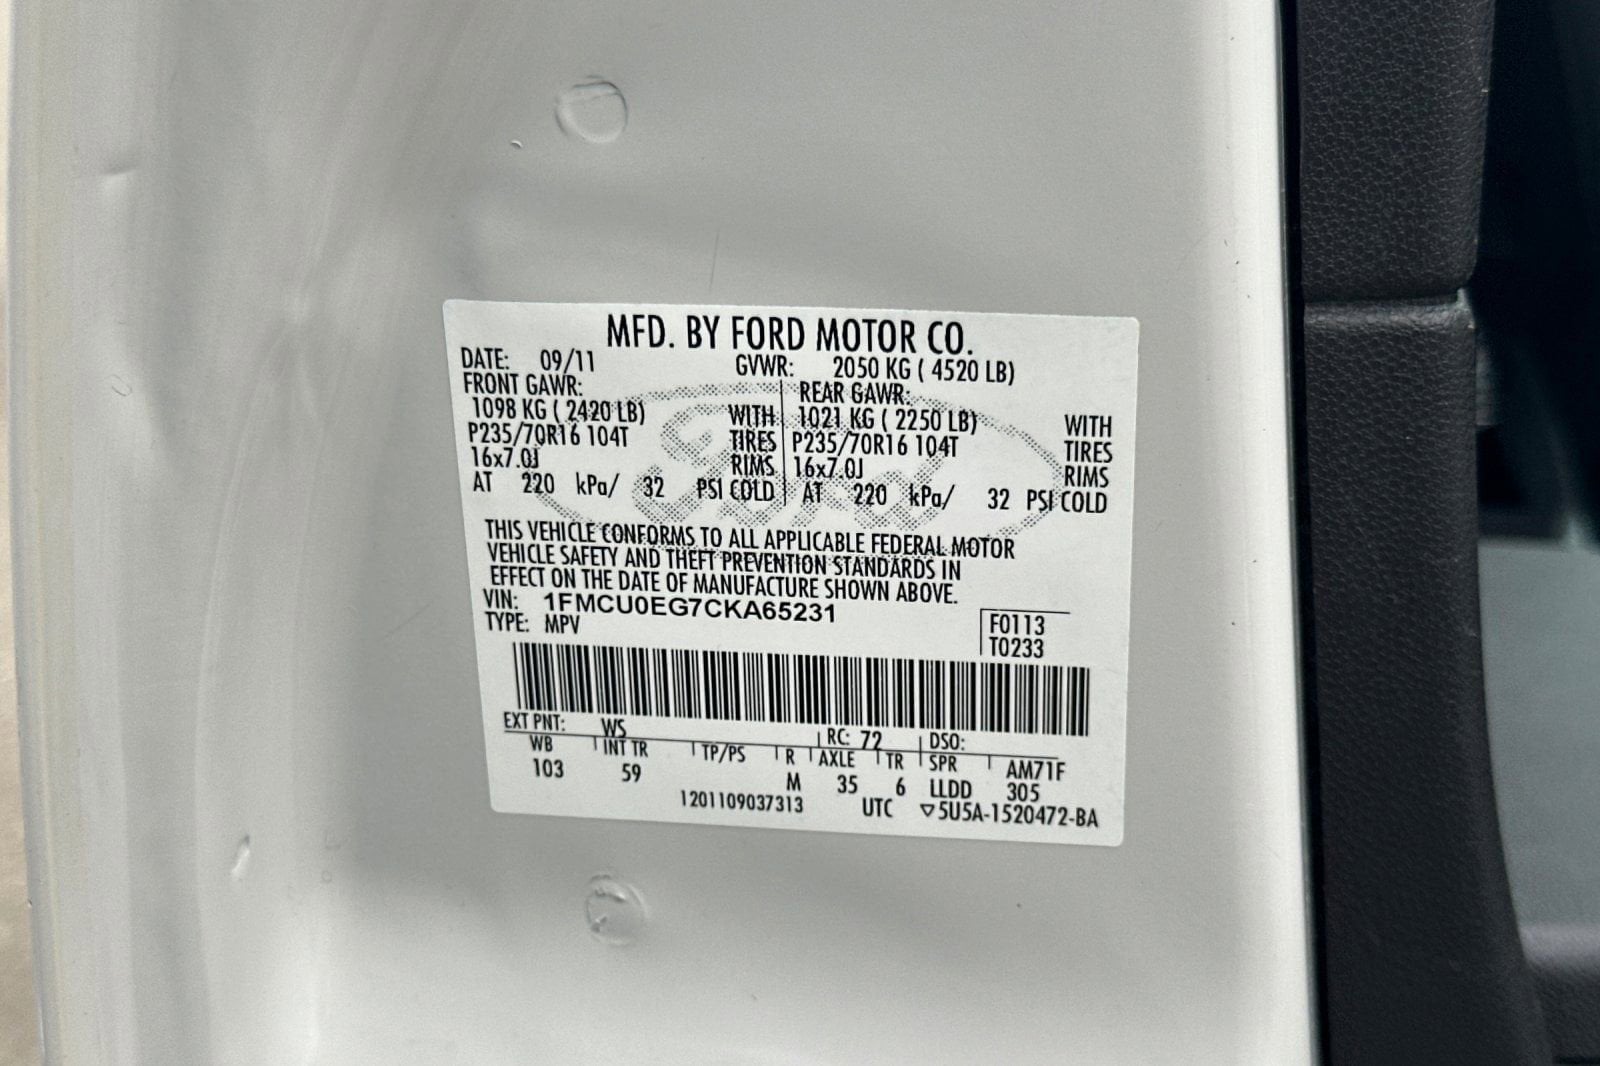 MFD. BY FORD MOTOR CO.
DATE: 09/11 GVWR: 2050 KG ( 4520 LB)
FRONT GAWR: REAR GAWR:
1098 KG ( 2420 LB) WITH 1021 KG ( 2250 LB) WITH
P235/70R16 104T TIRES P235/70R16 104T TIRES
16x7.0J RIMS 16x7.0J RIMS
AT 220 kPa/ 32 PSI COLD AT 220 kPa/ 32 PSI COLD
Ford
THIS VEHICLE CONFORMS TO ALL APPLICABLE FEDERAL MOTOR
VEHICLE SAFETY AND THEFT PREVENTION STANDARDS IN
EFFECT ON THE DATE OF MANUFACTURE SHOWN ABOVE.
VIN: 1FMCU0EG7CKA65231
TYPE: MPV
F0113
T0233
EXT PNT: WS RC: 72 DSO:
WB INT TR TP/PS R AXLE TR SPR AM71F
103 59 M 35 6 LLDD 305
1201109037313 UTC ▽5U5A-1520472-BA